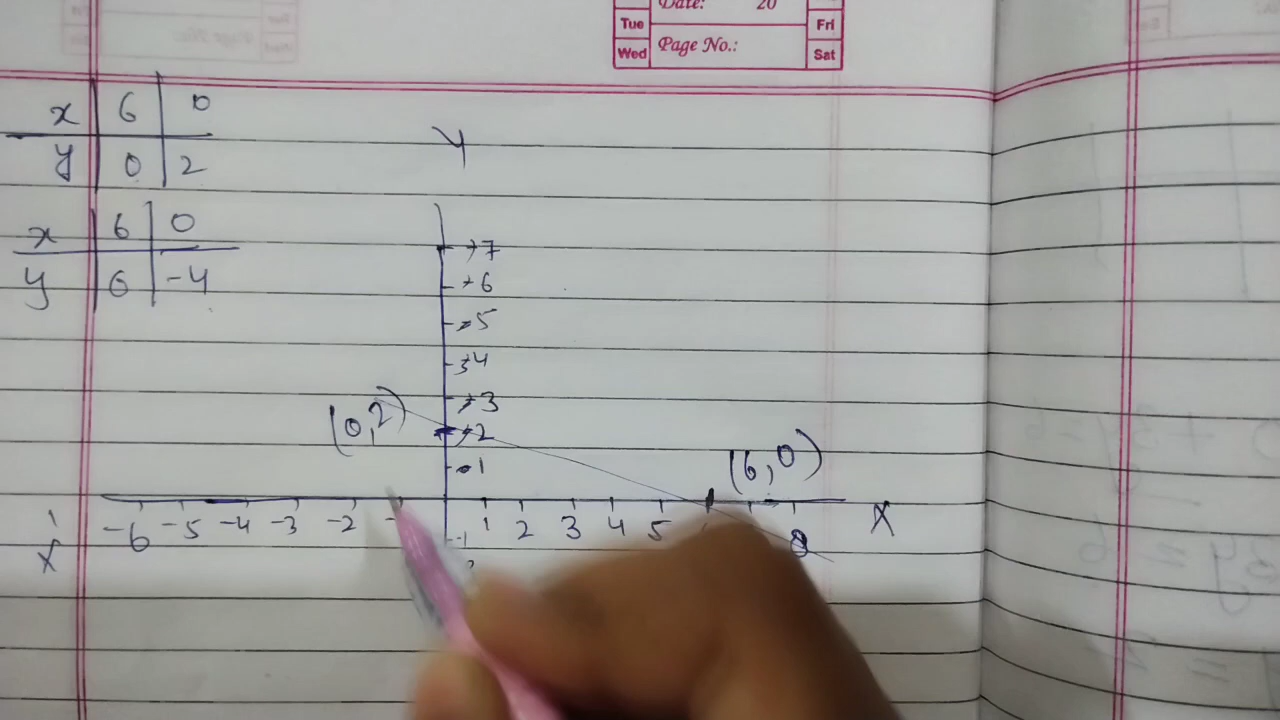 Date: 20
Tue Fri
Wed Page No.: Sat
x 6 0
y 0 2
x 6 0
y 6 -4
Y
7
6
5
4
3
(0,2) 2
1 (6,0)
-6 -5 -4 -3 -2 1 2 3 4 5 8 X
X'
-1